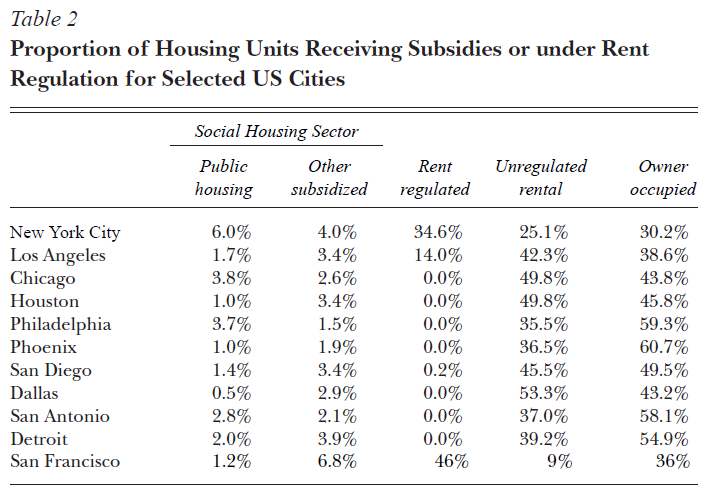 Table 2
Proportion of Housing Units Receiving Subsidies or under Rent
Regulation for Selected US Cities
Social Housing Sector
Public housing Other subsidized Rent regulated Unregulated rental Owner occupied
New York City 6.0% 4.0% 34.6% 25.1% 30.2%
Los Angeles 1.7% 3.4% 14.0% 42.3% 38.6%
Chicago 3.8% 2.6% 0.0% 49.8% 43.8%
Houston 1.0% 3.4% 0.0% 49.8% 45.8%
Philadelphia 3.7% 1.5% 0.0% 35.5% 59.3%
Phoenix 1.0% 1.9% 0.0% 36.5% 60.7%
San Diego 1.4% 3.4% 0.2% 45.5% 49.5%
Dallas 0.5% 2.9% 0.0% 53.3% 43.2%
San Antonio 2.8% 2.1% 0.0% 37.0% 58.1%
Detroit 2.0% 3.9% 0.0% 39.2% 54.9%
San Francisco 1.2% 6.8% 46% 9% 36%